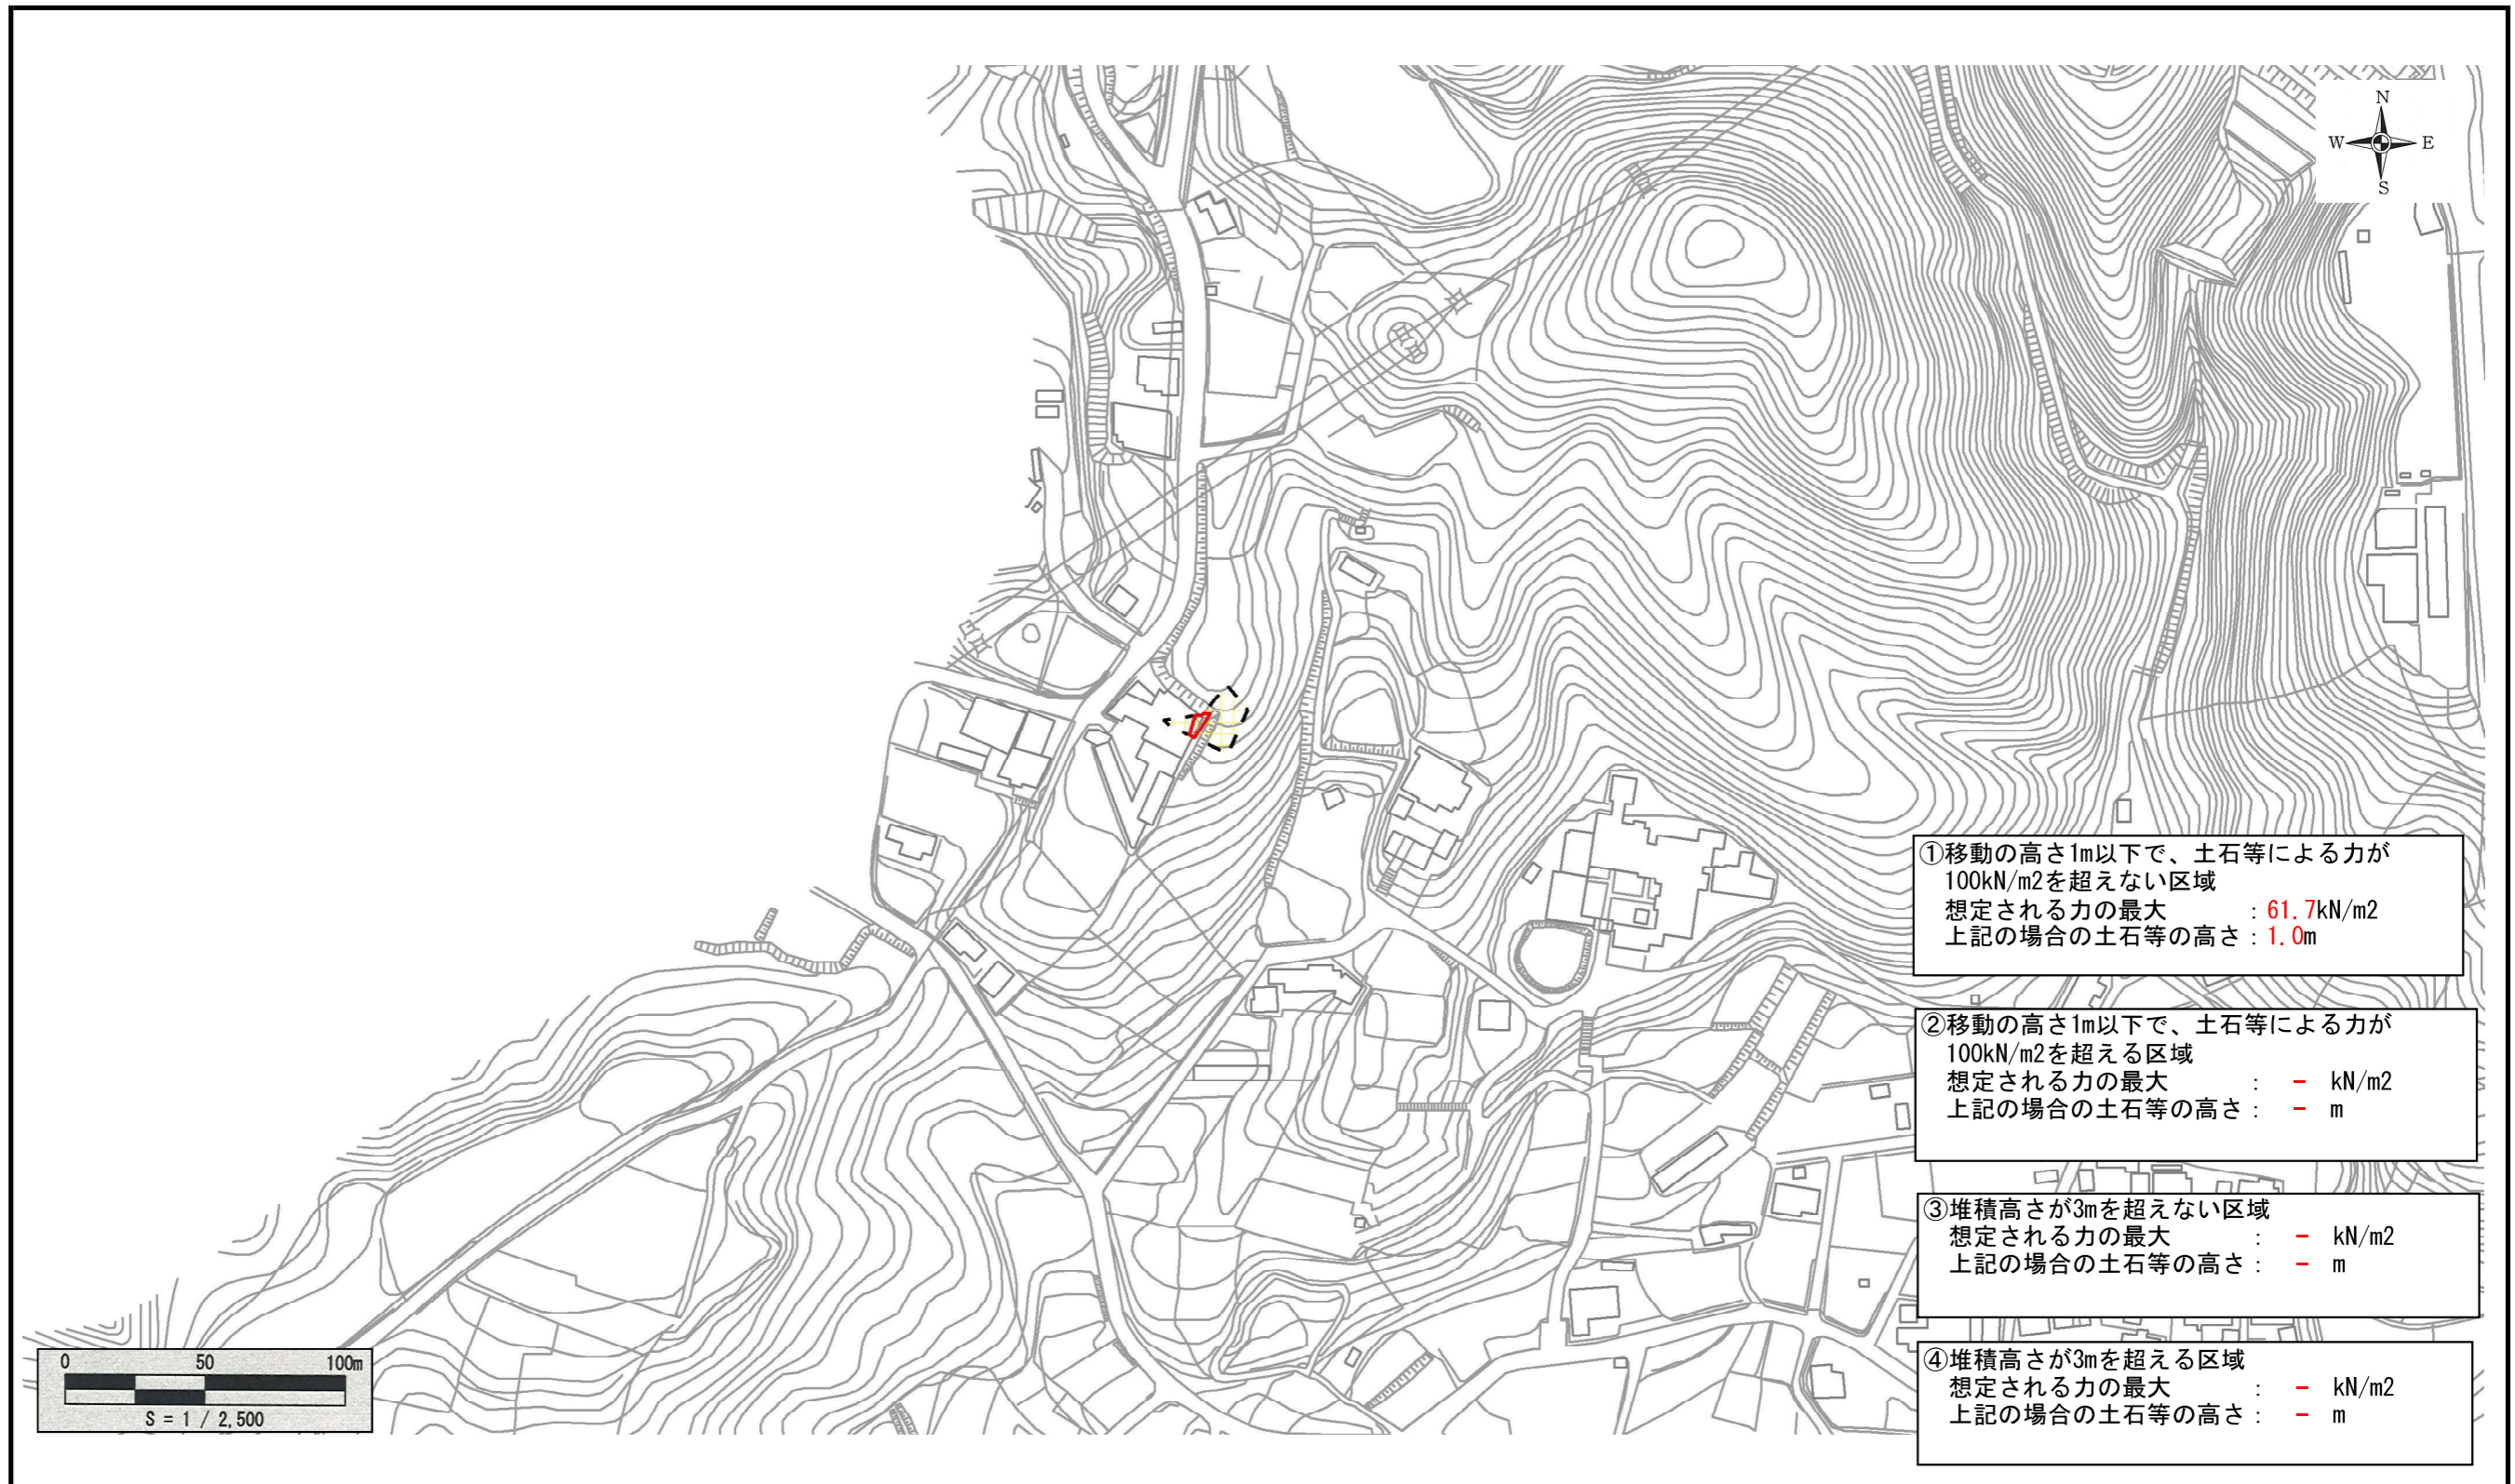 N
W E
S
①移動の高さ1m以下で、土石等による力が
100kN/m2を超えない区域
想定される力の最大 : 61.7kN/m2
上記の場合の土石等の高さ : 1.0m
②移動の高さ1m以下で、土石等による力が
100kN/m2を超える区域
想定される力の最大 : - kN/m2
上記の場合の土石等の高さ : - m
③堆積高さが3mを超えない区域
想定される力の最大 : - kN/m2
上記の場合の土石等の高さ : - m
④堆積高さが3mを超える区域
想定される力の最大 : - kN/m2
上記の場合の土石等の高さ : - m
0 50 100m
S = 1 / 2,500